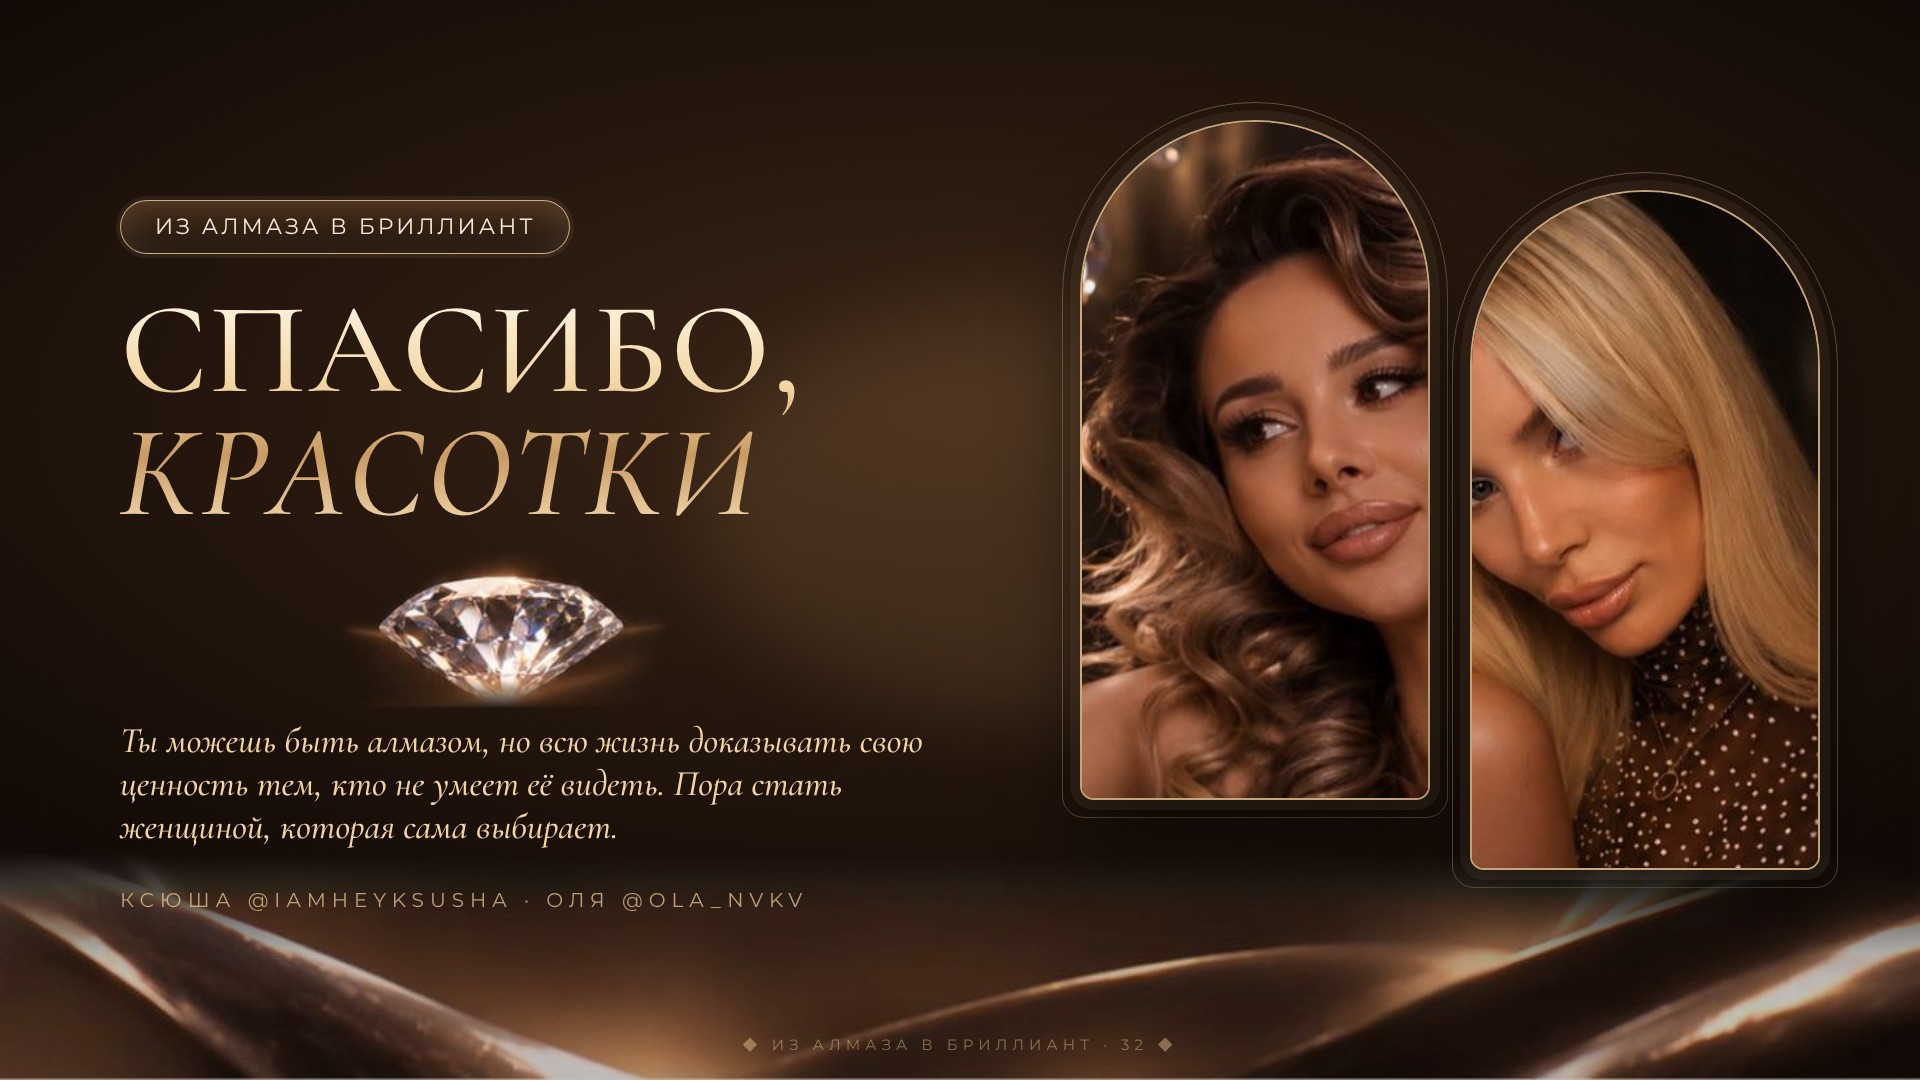 ИЗ АЛМАЗА В БРИЛЛИАНТ
СПАСИБО,
КРАСОТКИ
Ты можешь быть алмазом, но всю жизнь доказывать свою
ценность тем, кто не умеет её видеть. Пора стать
женщиной, которая сама выбирает.
КСЮША @IAMHEYKSUSHA · ОЛЯ @OLA_NVKV
◆ ИЗ АЛМАЗА В БРИЛЛИАНТ · 32 ◆